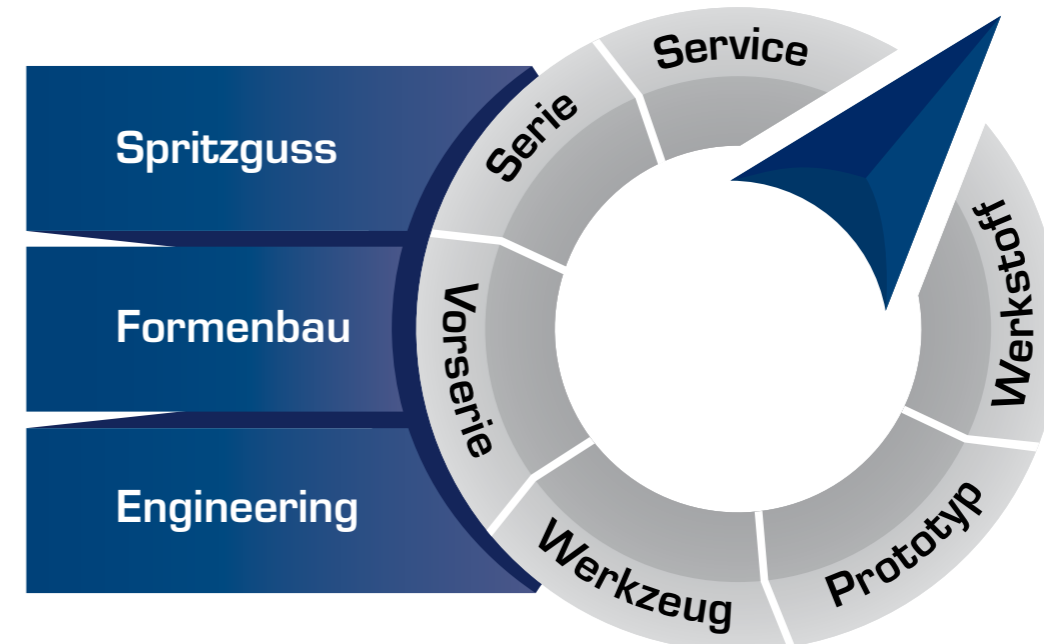 Spritzguss
Formenbau
Engineering
Service
Serie
Vorserie
Werkzeug
Prototyp
Werkstoff